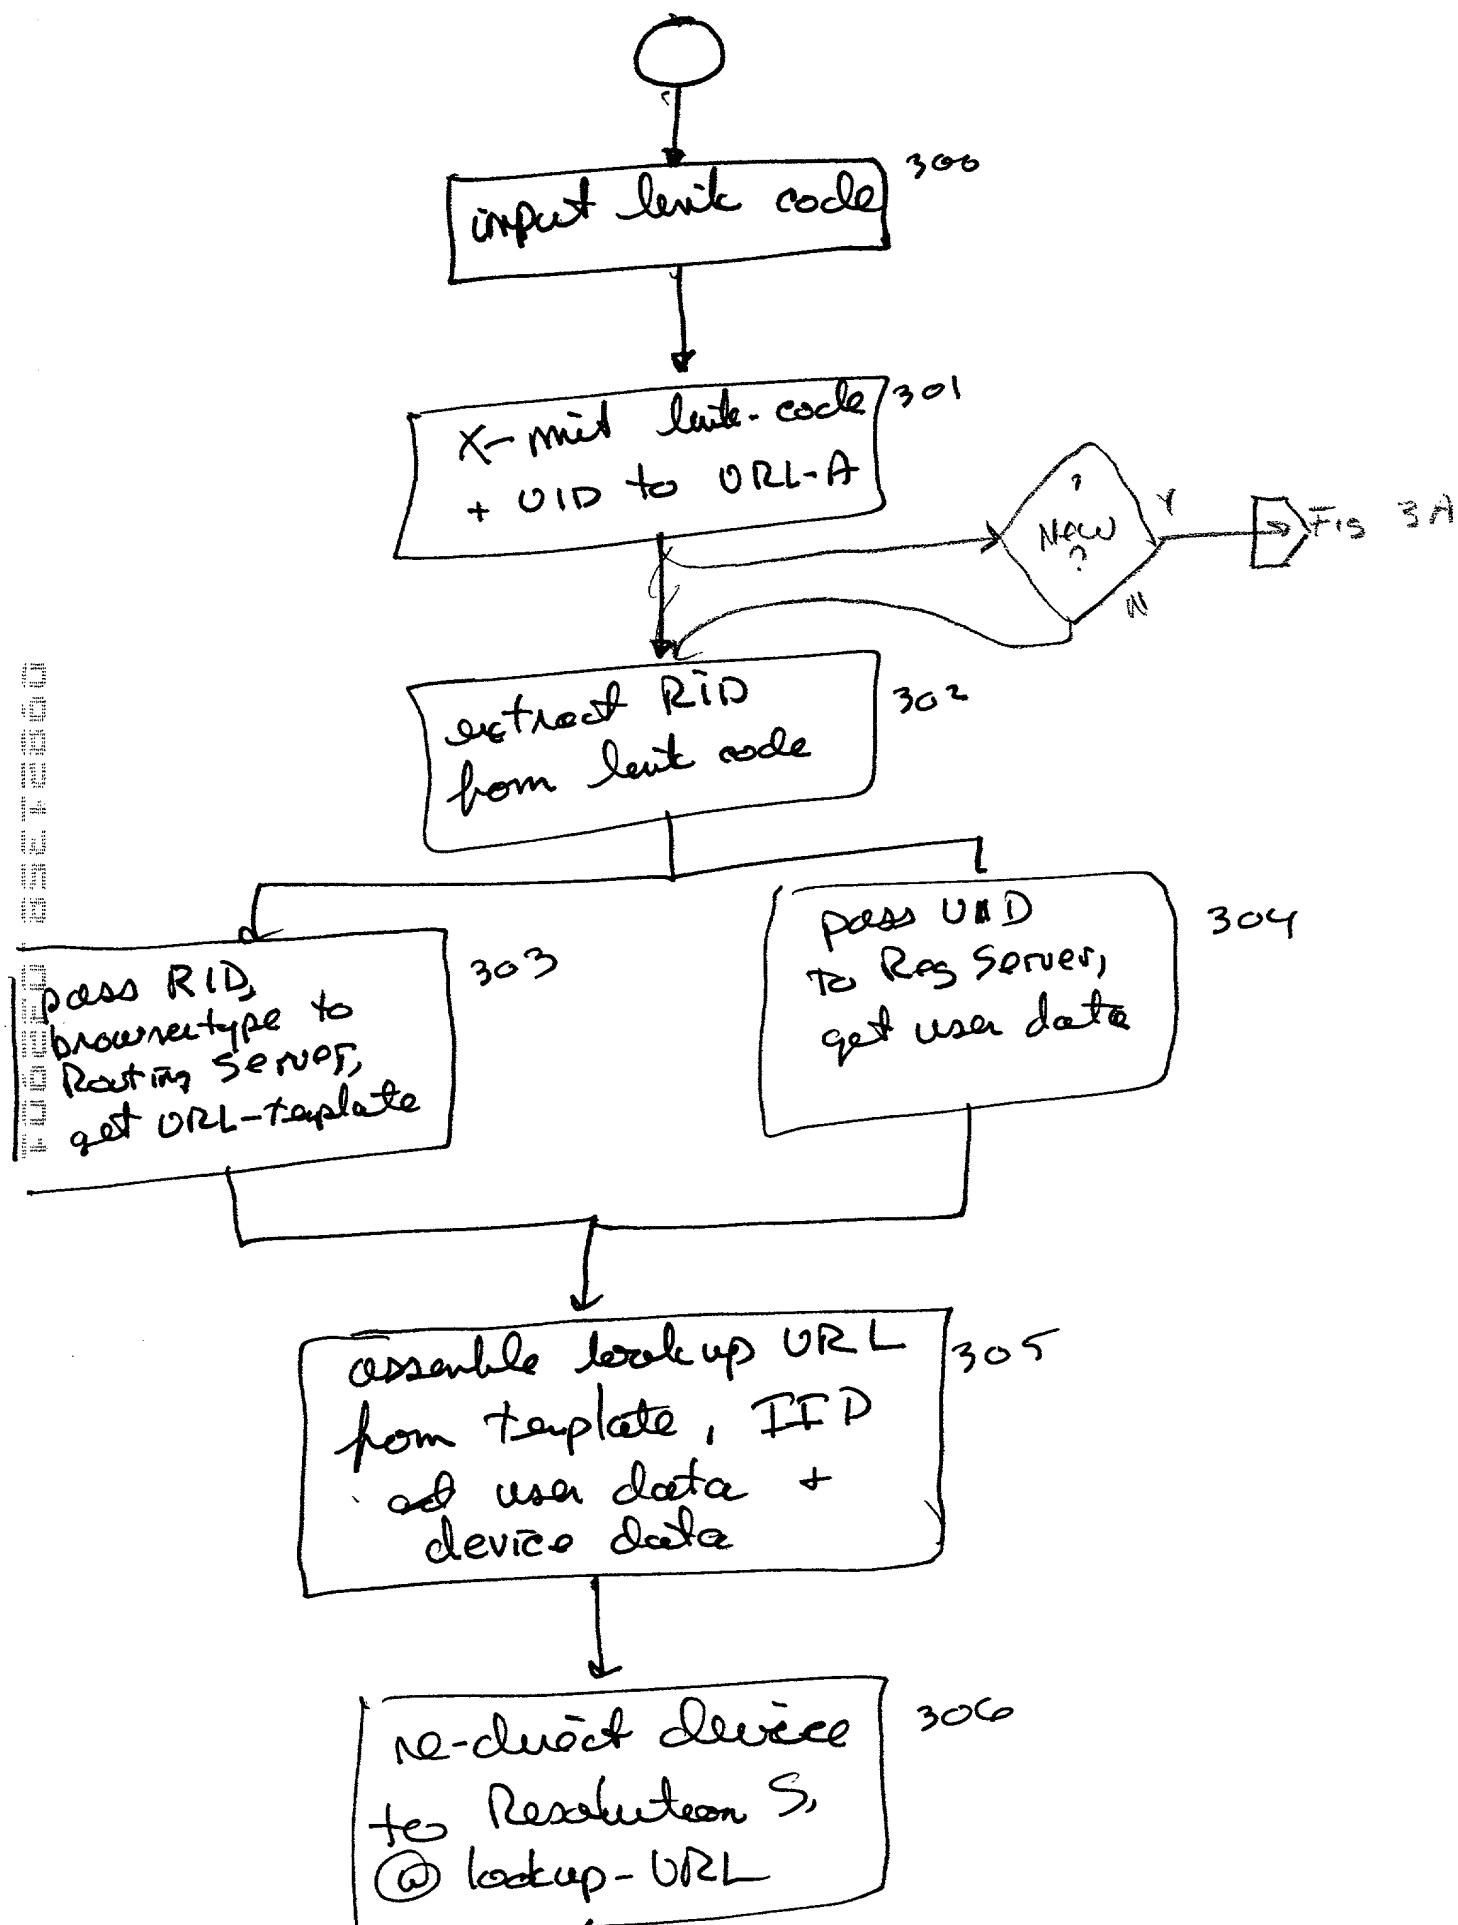 300
input link code
301
X-mit link-code
+ UID to URL-A
?
New
?
Y
N
Fig 3A
302
extract RID
from link code
303
pass RID,
browser type to
Routing Server,
get URL-template
304
pass UID
to Reg Server,
get user data
305
assemble lookup URL
from template, IID
and user data +
device data
306
re-direct device
to Resolution S,
@ lookup-URL